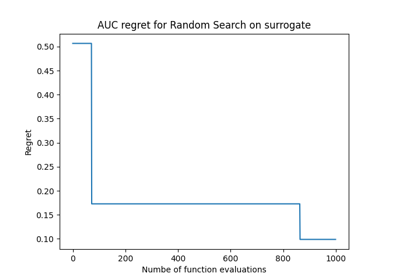 AUC regret for Random Search on surrogate
0.50
0.45
0.40
0.35
0.30
0.25
0.20
0.15
0.10
Regret
0 200 400 600 800 1000
Numbe of function evaluations